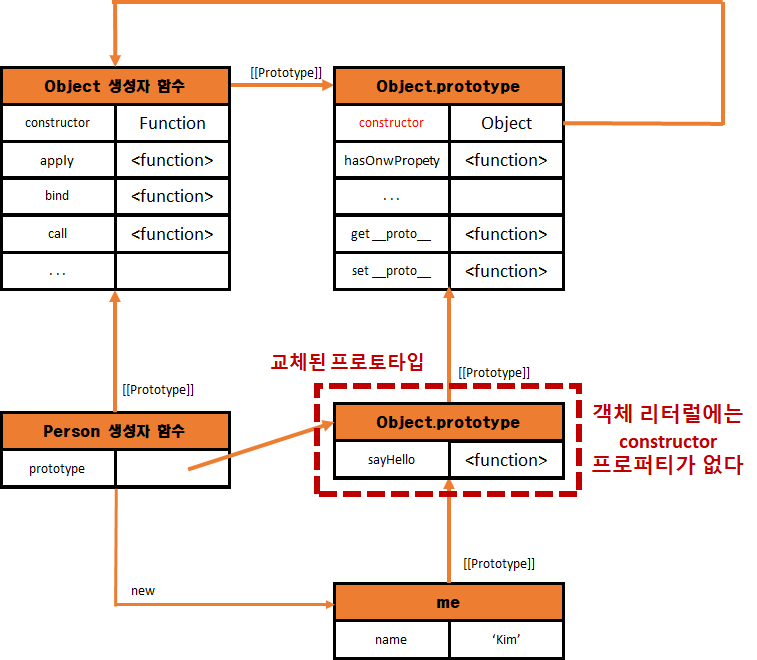 [[Prototype]]
Object 생성자 함수
constructor Function
apply <function>
bind <function>
call <function>
. . .
Object.prototype
constructor Object
hasOnwPropety <function>
. . .
get __proto__ <function>
set __proto__ <function>
교체된 프로토타입
[[Prototype]]
[[Prototype]]
Person 생성자 함수
prototype
Object.prototype
sayHello <function>
객체 리터럴에는
constructor
프로퍼티가 없다
[[Prototype]]
new
me
name ‘Kim’